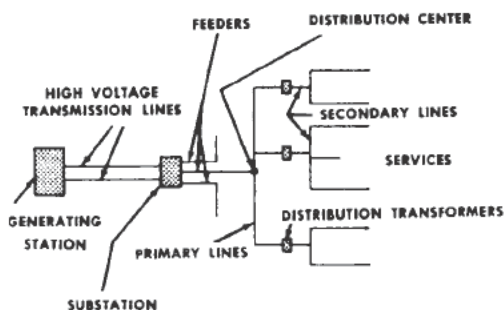 FEEDERS
DISTRIBUTION CENTER
HIGH VOLTAGE
TRANSMISSION LINES
SECONDARY LINES
SERVICES
GENERATING
STATION
DISTRIBUTION TRANSFORMERS
PRIMARY LINES
SUBSTATION